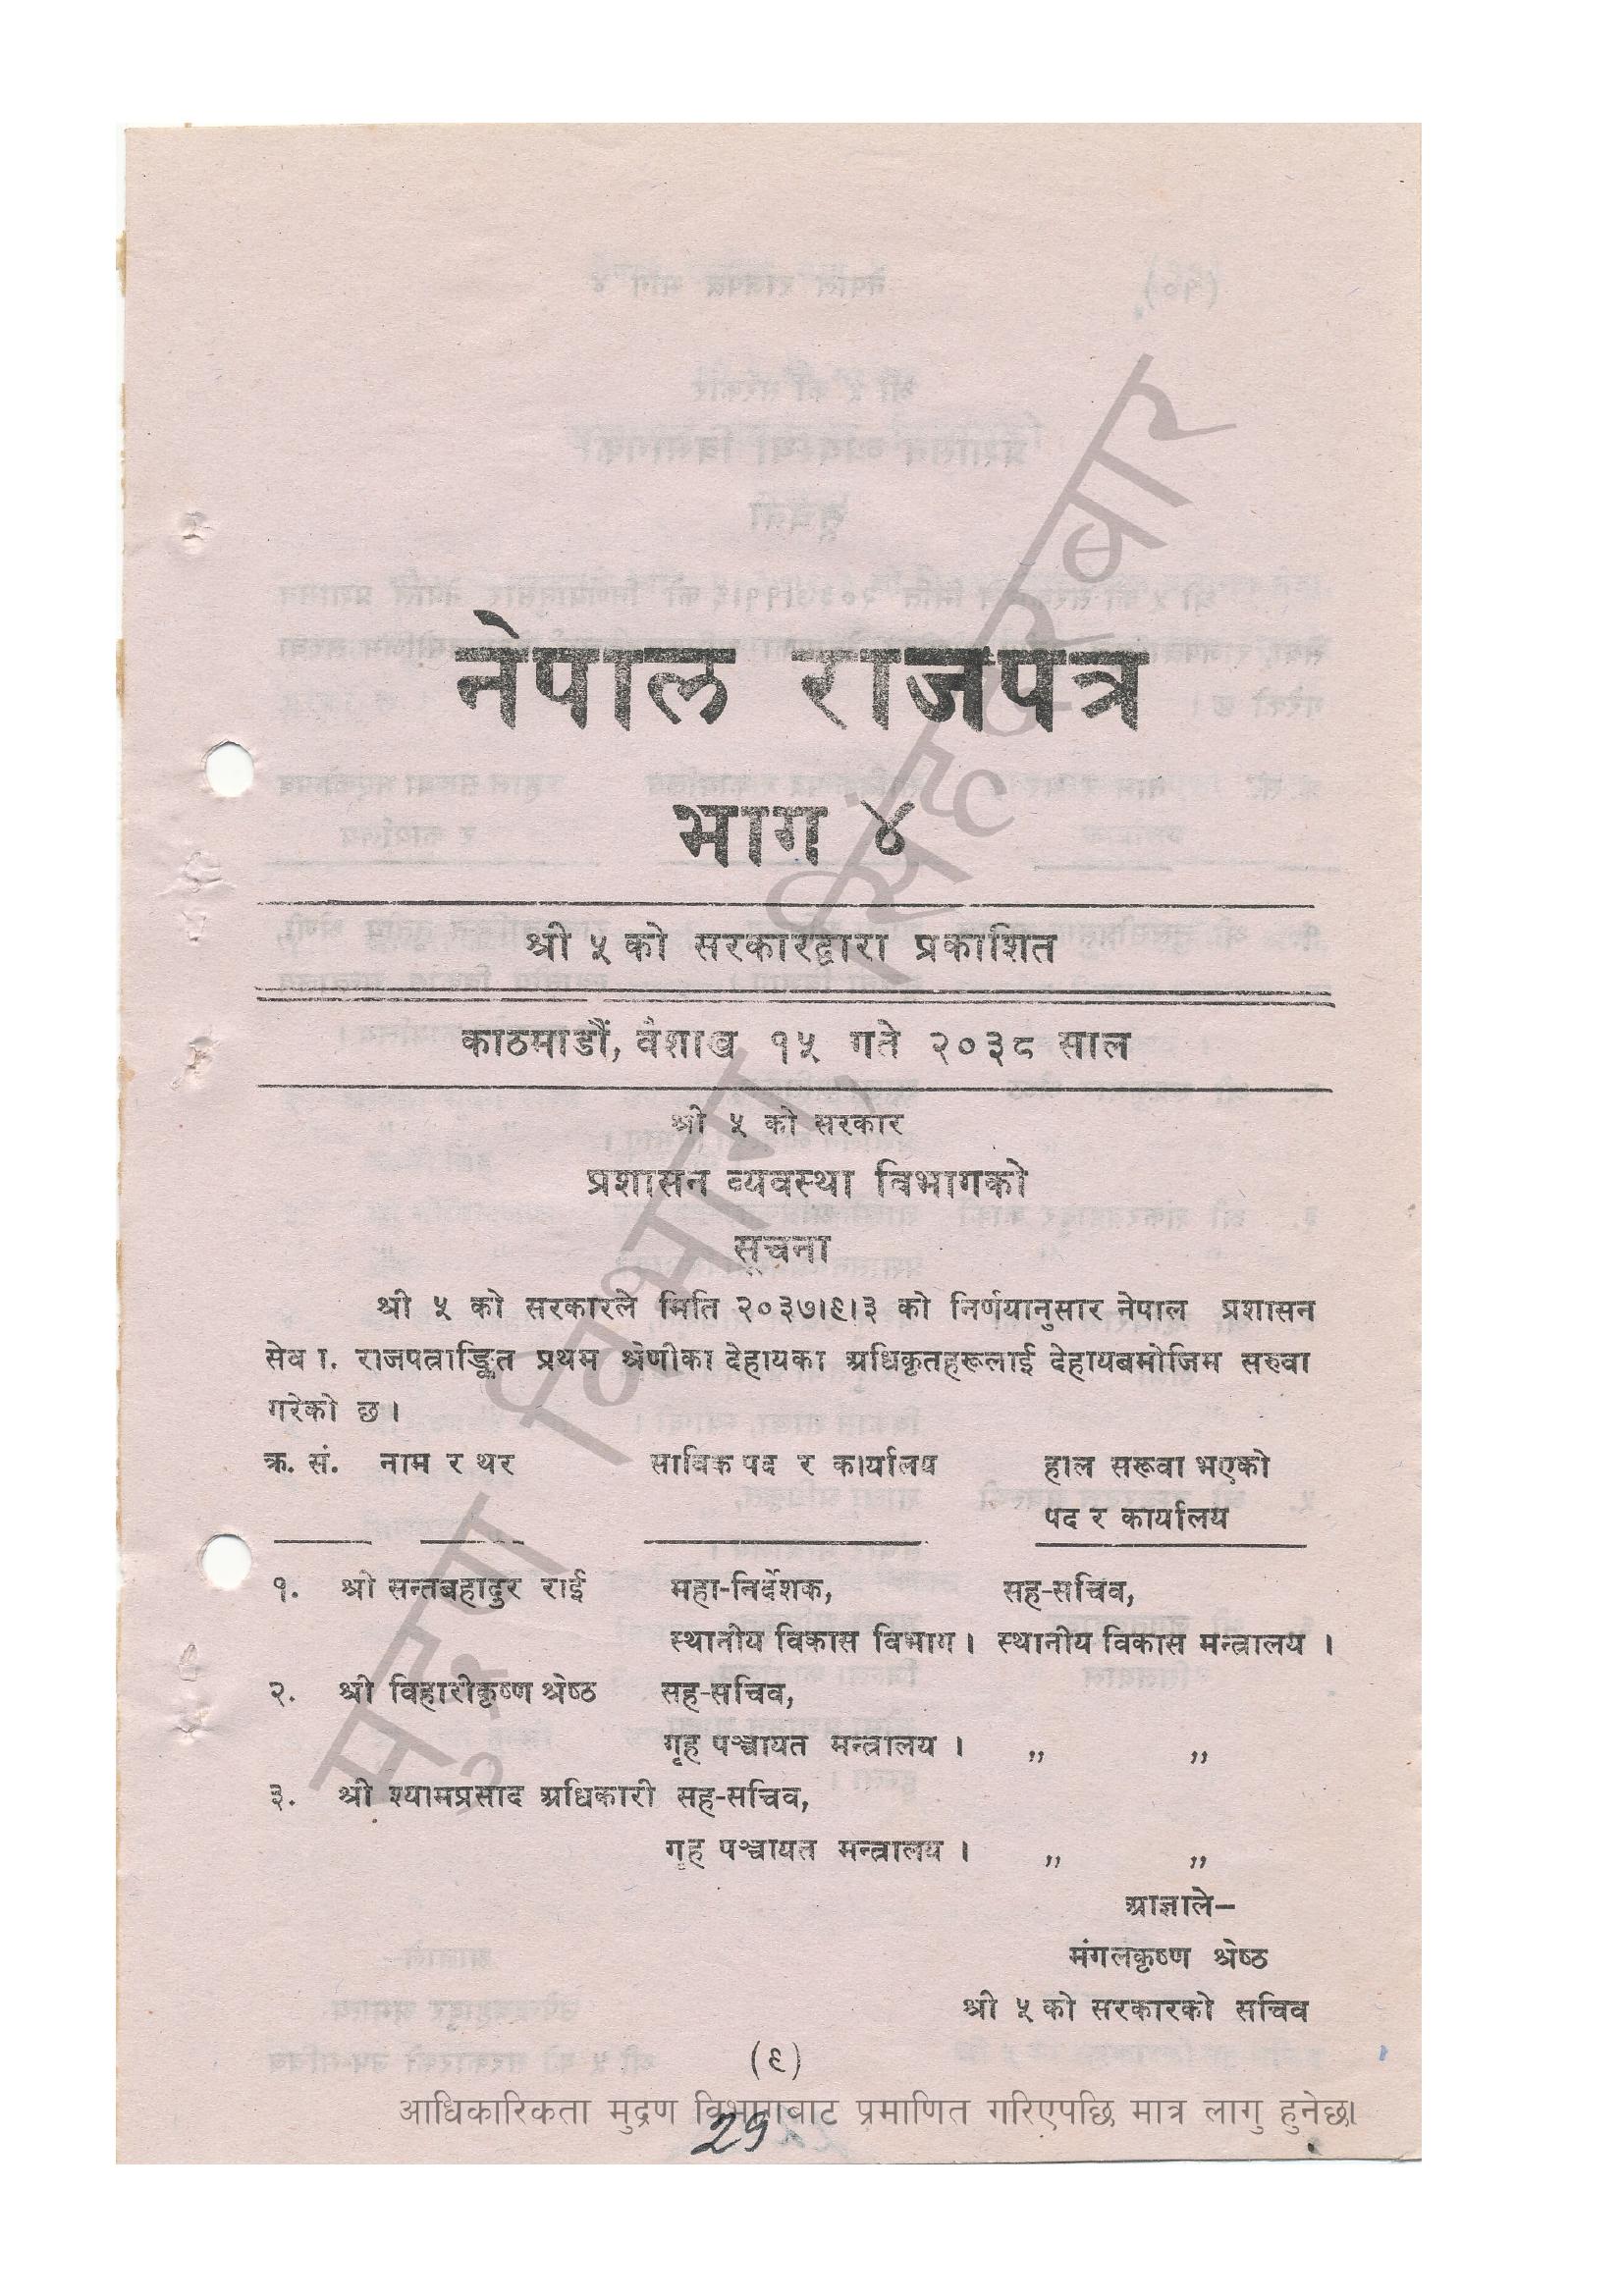 नेपाल राजपत्र
भाग ४
श्री ५ को सरकारद्वारा प्रकाशित
काठमाडौं, वैशाख १५ गते २०३८ साल
श्री ५ को सरकार
प्रशासन व्यवस्था विभागको
सूचना
श्री ५ को सरकारले मिति २०३७।९।३ को निर्णयानुसार नेपाल प्रशासन
सेवा. राजपत्राङ्कित प्रथम श्रेणीका देहायका अधिकृतहरूलाई देहायबमोजिम सरुवा
गरेको छ ।
क्र. सं. नाम र थर साविक पद र कार्यालय हाल सरूवा भएको
पद र कार्यालय
१. श्री सन्तबहादुर राई महा-निर्देशक, सह-सचिव,
स्थानीय विकास विभाग । स्थानीय विकास मन्त्रालय ।
२. श्री विहारीकृष्ण श्रेष्ठ सह-सचिव,
गृह पञ्चायत मन्त्रालय । ,, ,,
३. श्री श्यामप्रसाद अधिकारी सह-सचिव,
गृह पञ्चायत मन्त्रालय । ,, ,,
आज्ञाले–
मंगलकृष्ण श्रेष्ठ
श्री ५ को सरकारको सचिव
(९)
आधिकारिकता मुद्रण विभागबाट प्रमाणित गरिएपछि मात्र लागु हुनेछ।
मुद्रण विभाग, सिंहदरवार